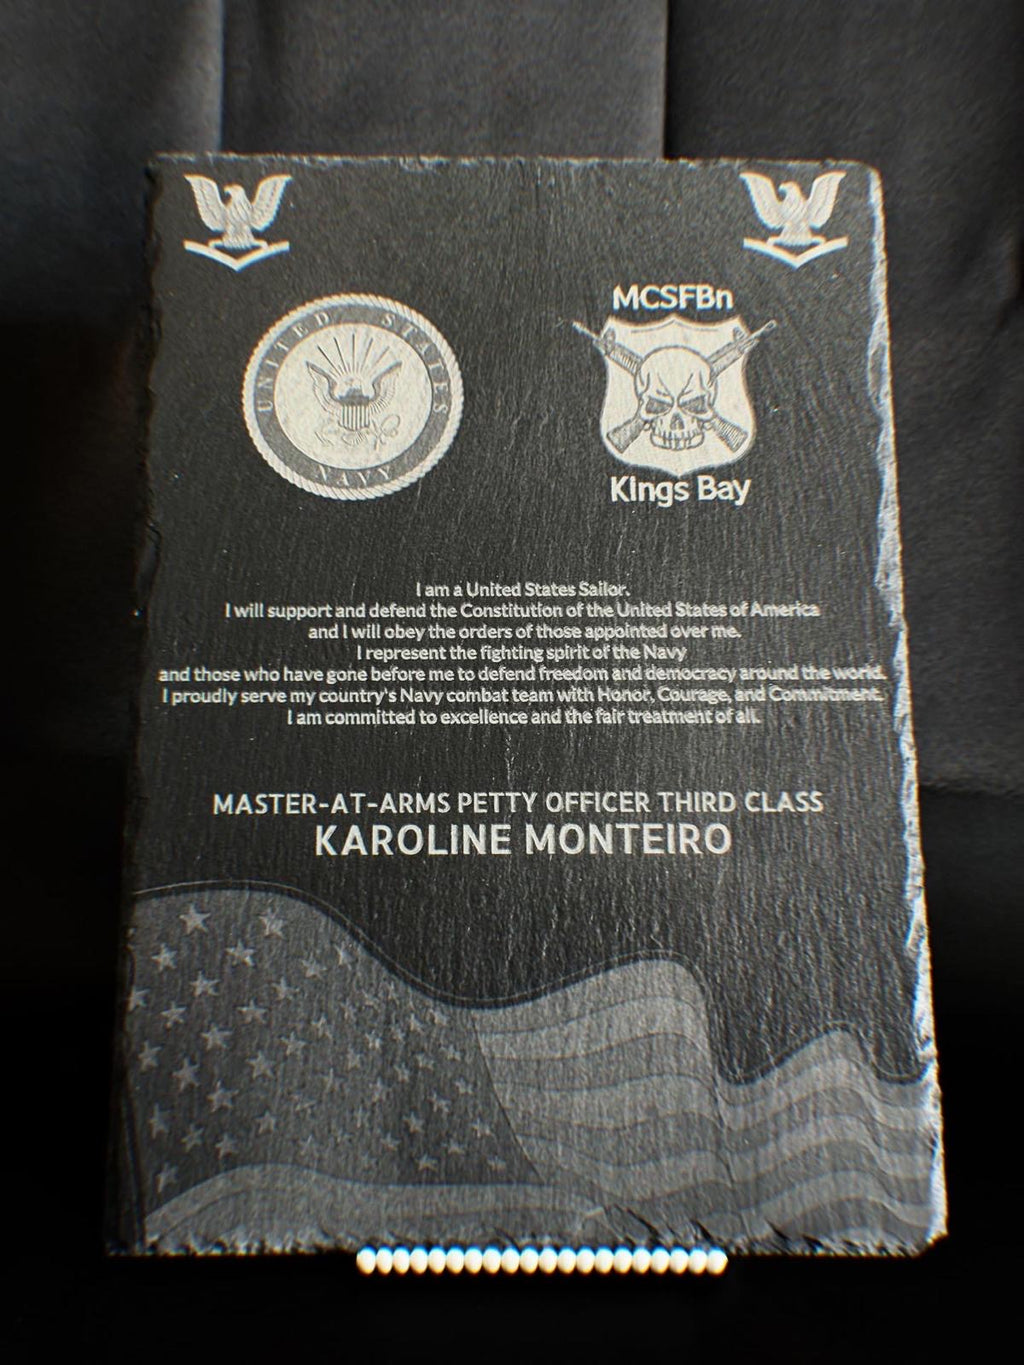 UNITED STATES
NAVY
MCSFBn
Kings Bay
I am a United States Sailor.
I will support and defend the Constitution of the United States of America
and I will obey the orders of those appointed over me.
I represent the fighting spirit of the Navy
and those who have gone before me to defend freedom and democracy around the world.
I proudly serve my country's Navy combat team with Honor, Courage, and Commitment.
I am committed to excellence and the fair treatment of all.
MASTER-AT-ARMS PETTY OFFICER THIRD CLASS
KAROLINE MONTEIRO